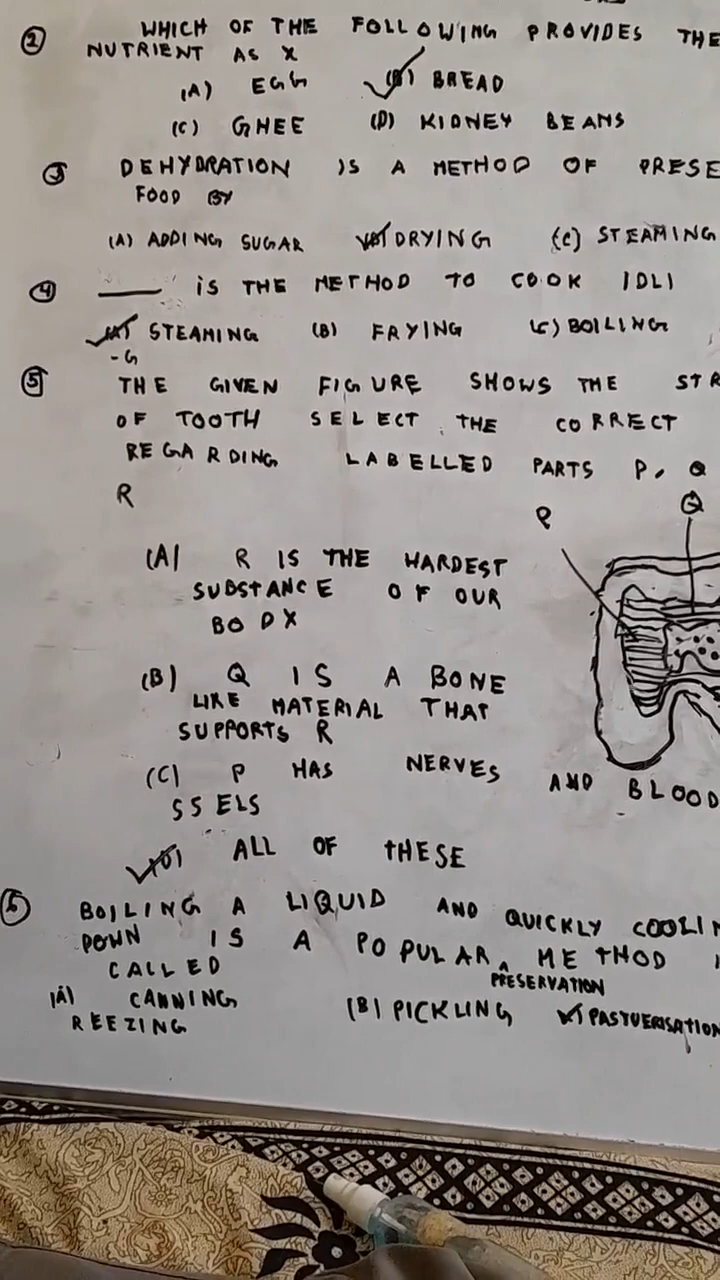 ② WHICH OF THE FOLLOWING PROVIDES THE
NUTRIENT AS X
(A) EGG (B) BREAD
(C) GHEE (D) KIDNEY BEANS
③ DEHYDRATION IS A METHOD OF PRESE
FOOD BY
(A) ADDING SUGAR (B) DRYING (C) STEAMING
④ ____ IS THE METHOD TO COOK IDLI
(A) STEAMING (B) FRYING (C) BOILING
-G
⑤ THE GIVEN FIGURE SHOWS THE STR
OF TOOTH SELECT THE CORRECT
REGARDING LABELLED PARTS P, Q
R
P Q
(A) R IS THE HARDEST
SUBSTANCE OF OUR
BODX
(B) Q IS A BONE
LIKE MATERIAL THAT
SUPPORTS R
(C) P HAS NERVES AND BLOOD
SSELS
(D) ALL OF THESE
⑥ BOILING A LIQUID AND QUICKLY COOLIN
DOWN IS A POPULAR METHOD
PRESERVATION
CALLED
(A) CANNING (B) PICKLING PASTUERISATION
REEZING